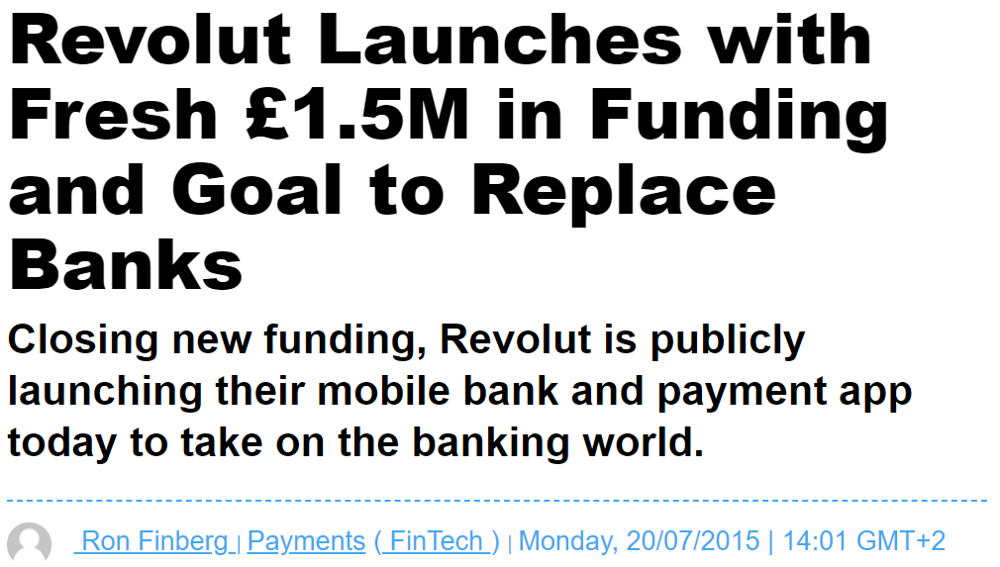 Revolut Launches with
Fresh £1.5M in Funding
and Goal to Replace
Banks
Closing new funding, Revolut is publicly
launching their mobile bank and payment app
today to take on the banking world.
Ron Finberg | Payments ( FinTech ) | Monday, 20/07/2015 | 14:01 GMT+2